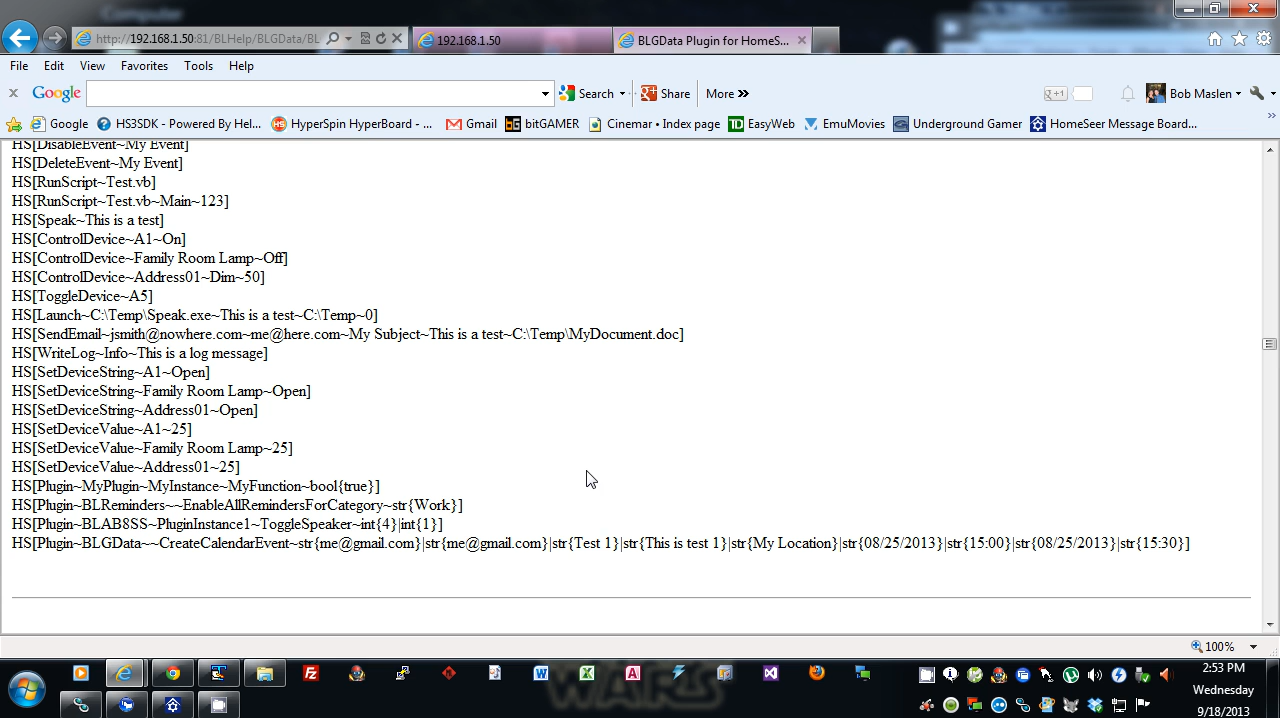 Computer
http://192.168.1.50:81/BLHelp/BLGData/BL
192.168.1.50
BLGData Plugin for HomeS...
File Edit View Favorites Tools Help
Google
Search
Share
More »
+1
Bob Maslen
Google
HS3SDK - Powered By Hel...
HyperSpin HyperBoard - ...
Gmail
bitGAMER
Cinemar • Index page
EasyWeb
EmuMovies
Underground Gamer
HomeSeer Message Board...
HS[DisableEvent~My Event]
HS[DeleteEvent~My Event]
HS[RunScript~Test.vb]
HS[RunScript~Test.vb~Main~123]
HS[Speak~This is a test]
HS[ControlDevice~A1~On]
HS[ControlDevice~Family Room Lamp~Off]
HS[ControlDevice~Address01~Dim~50]
HS[ToggleDevice~A5]
HS[Launch~C:\Temp\Speak.exe~This is a test~C:\Temp~0]
HS[SendEmail~jsmith@nowhere.com~me@here.com~My Subject~This is a test~C:\Temp\MyDocument.doc]
HS[WriteLog~Info~This is a log message]
HS[SetDeviceString~A1~Open]
HS[SetDeviceString~Family Room Lamp~Open]
HS[SetDeviceString~Address01~Open]
HS[SetDeviceValue~A1~25]
HS[SetDeviceValue~Family Room Lamp~25]
HS[SetDeviceValue~Address01~25]
HS[Plugin~MyPlugin~MyInstance~MyFunction~bool{true}]
HS[Plugin~BLReminders~~EnableAllRemindersForCategory~str{Work}]
HS[Plugin~BLAB8SS~PluginInstance1~ToggleSpeaker~int{4}|int{1}]
HS[Plugin~BLGData~~CreateCalendarEvent~str{me@gmail.com}|str{me@gmail.com}|str{Test 1}|str{This is test 1}|str{My Location}|str{08/25/2013}|str{15:00}|str{08/25/2013}|str{15:30}]
100%
WARS
2:53 PM
Wednesday
9/18/2013